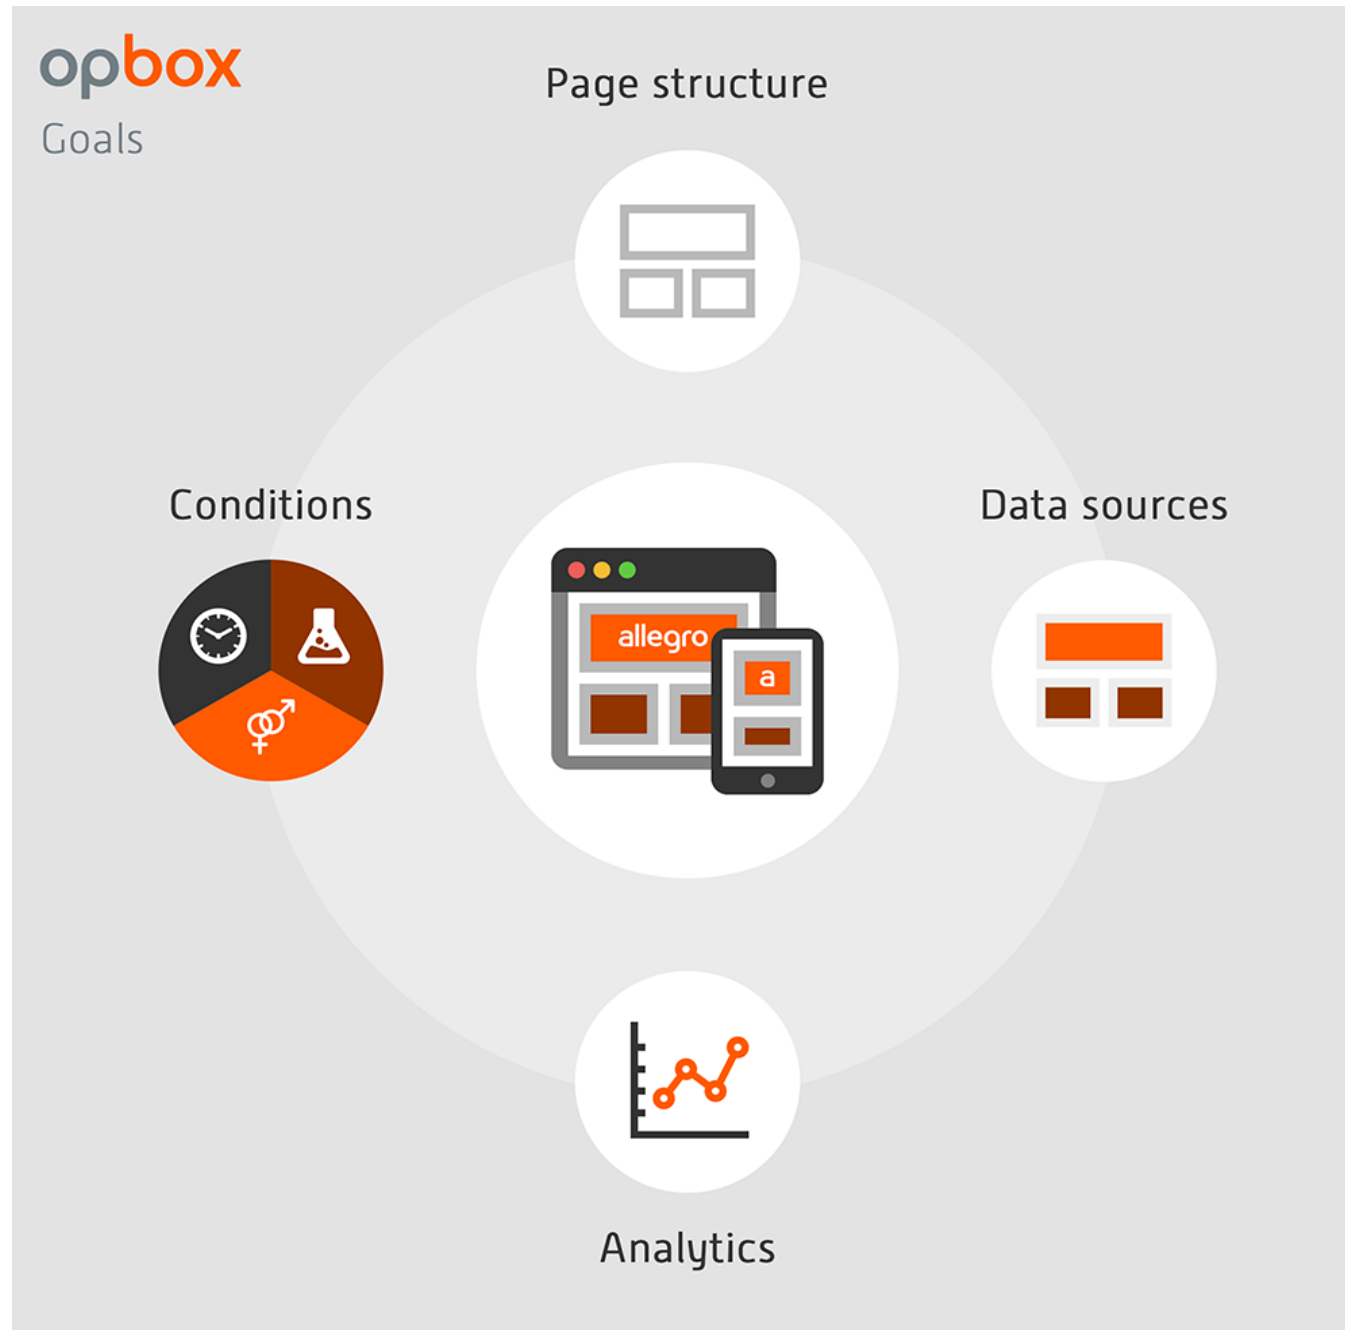 opbox
Goals
Page structure
Conditions
Data sources
allegro
a
Analytics